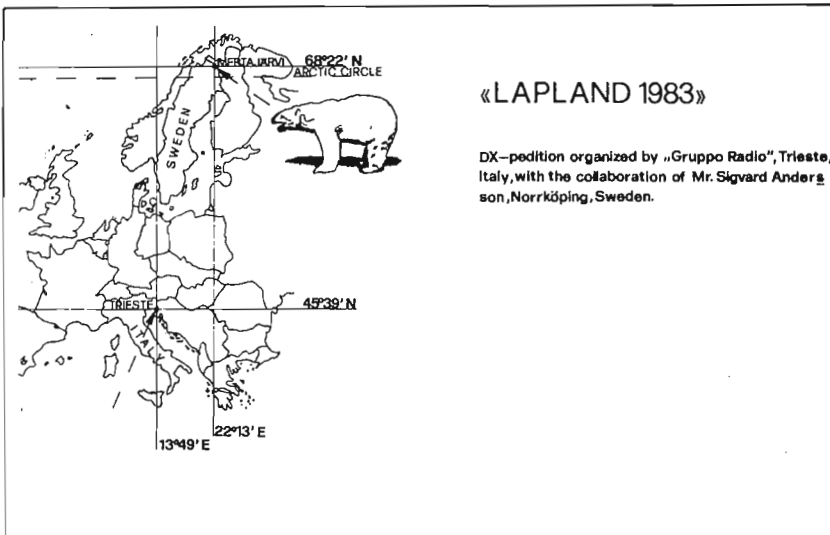 MERTAJÄRVI 68°22' N
ARCTIC CIRCLE
SWEDEN
«LAPLAND 1983»
DX-pedition organized by „Gruppo Radio", Trieste,
Italy, with the collaboration of Mr. Sigvard Anders
son, Norrköping, Sweden.
TRIESTE 45°39' N
ITALY
22°13' E
13°49' E